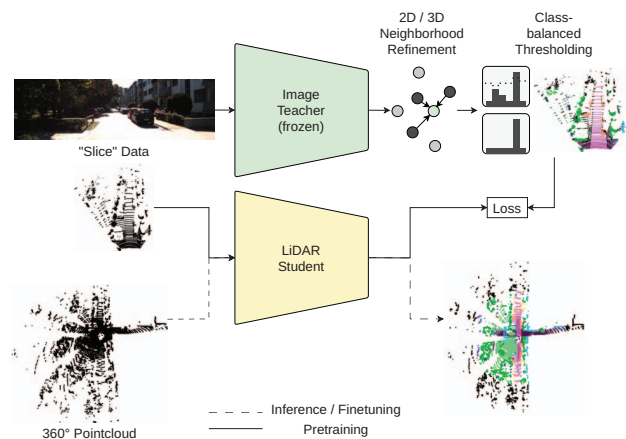 2D / 3D
Neighborhood
Refinement
Class-
balanced
Thresholding
Image
Teacher
(frozen)
"Slice" Data
Loss
LiDAR
Student
360° Pointcloud
Inference / Finetuning
Pretraining